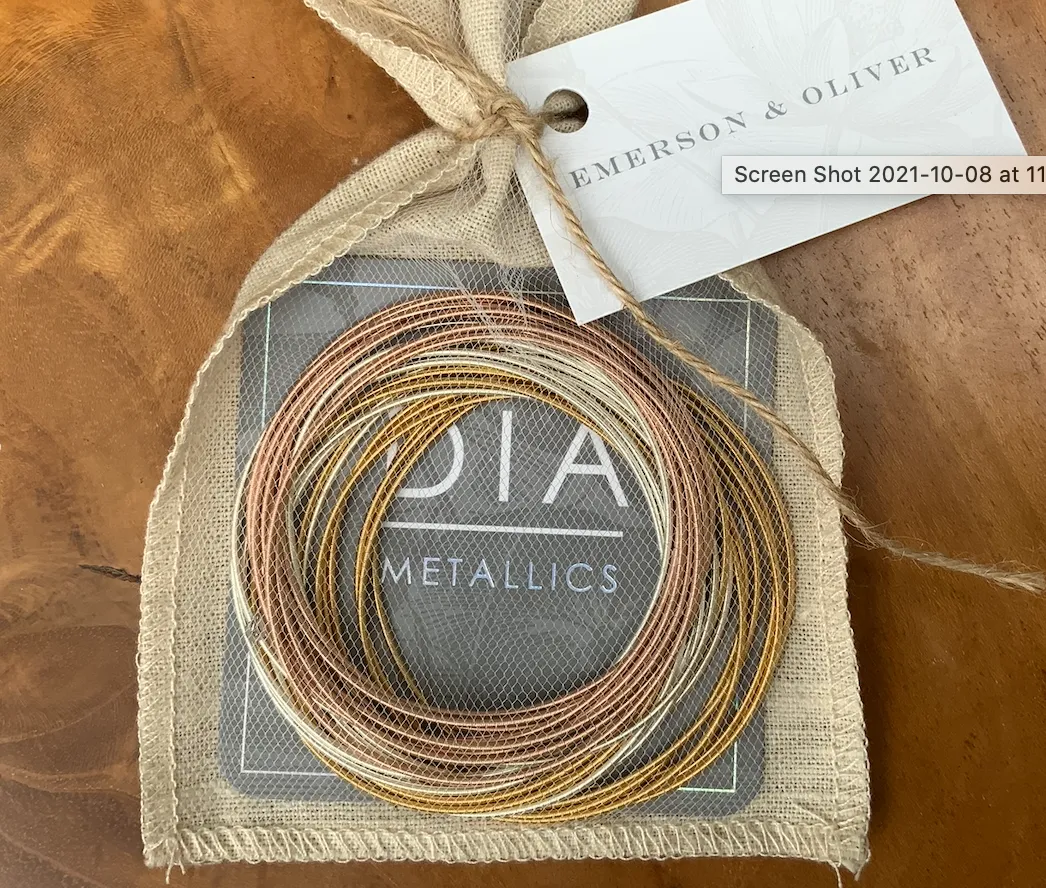 EMERSON & OLIVER
Screen Shot 2021-10-08 at 11
DIA
METALLICS